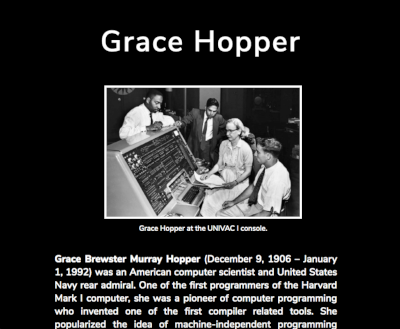 Grace Hopper
Grace Hopper at the UNIVAC I console.
Grace Brewster Murray Hopper (December 9, 1906 – January
1, 1992) was an American computer scientist and United States
Navy rear admiral. One of the first programmers of the Harvard
Mark I computer, she was a pioneer of computer programming
who invented one of the first compiler related tools. She
popularized the idea of machine-independent programming